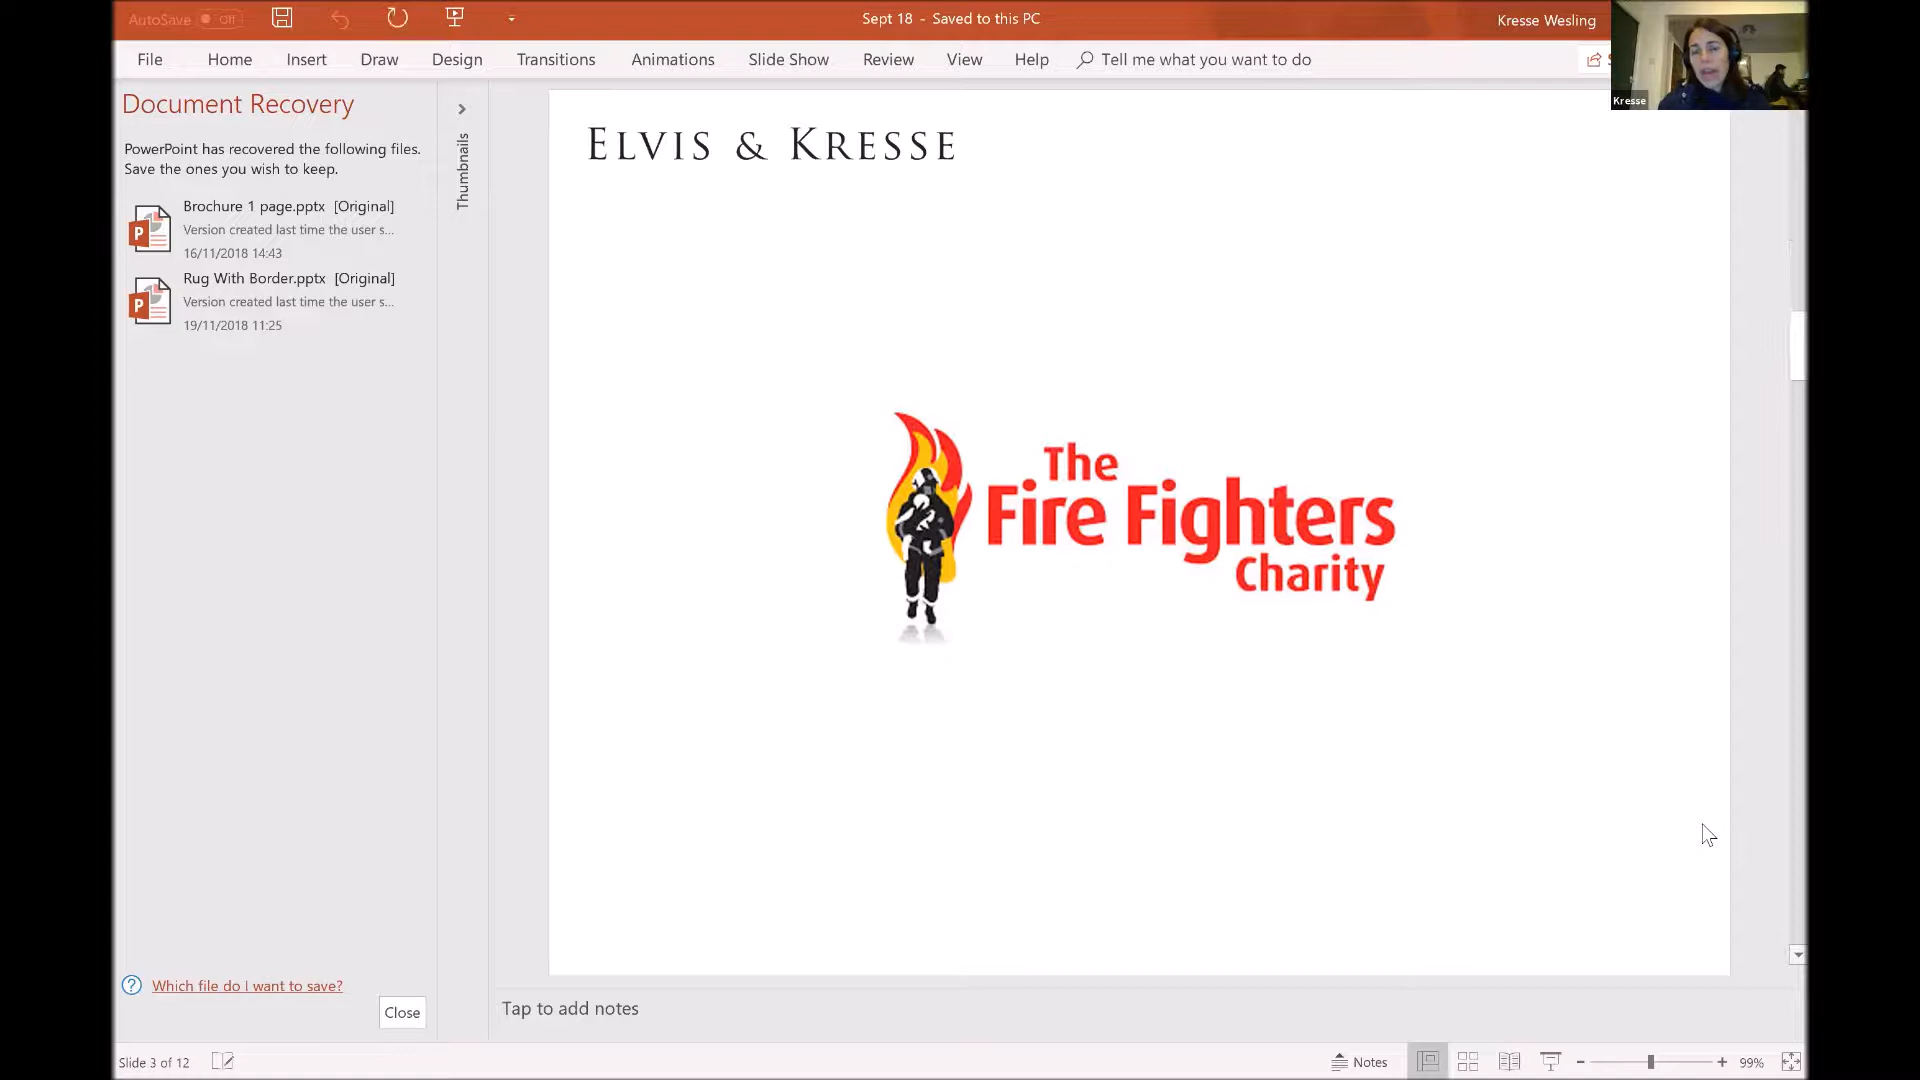 AutoSave Off
Sept 18 - Saved to this PC
Kresse Wesling
File Home Insert Draw Design Transitions Animations Slide Show Review View Help Tell me what you want to do
Kresse
Document Recovery
PowerPoint has recovered the following files.
Save the ones you wish to keep.
Brochure 1 page.pptx [Original]
Version created last time the user s...
16/11/2018 14:43
Rug With Border.pptx [Original]
Version created last time the user s...
19/11/2018 11:25
Thumbnails
ELVIS & KRESSE
The
Fire Fighters
Charity
Which file do I want to save?
Close
Tap to add notes
Slide 3 of 12
Notes
99%